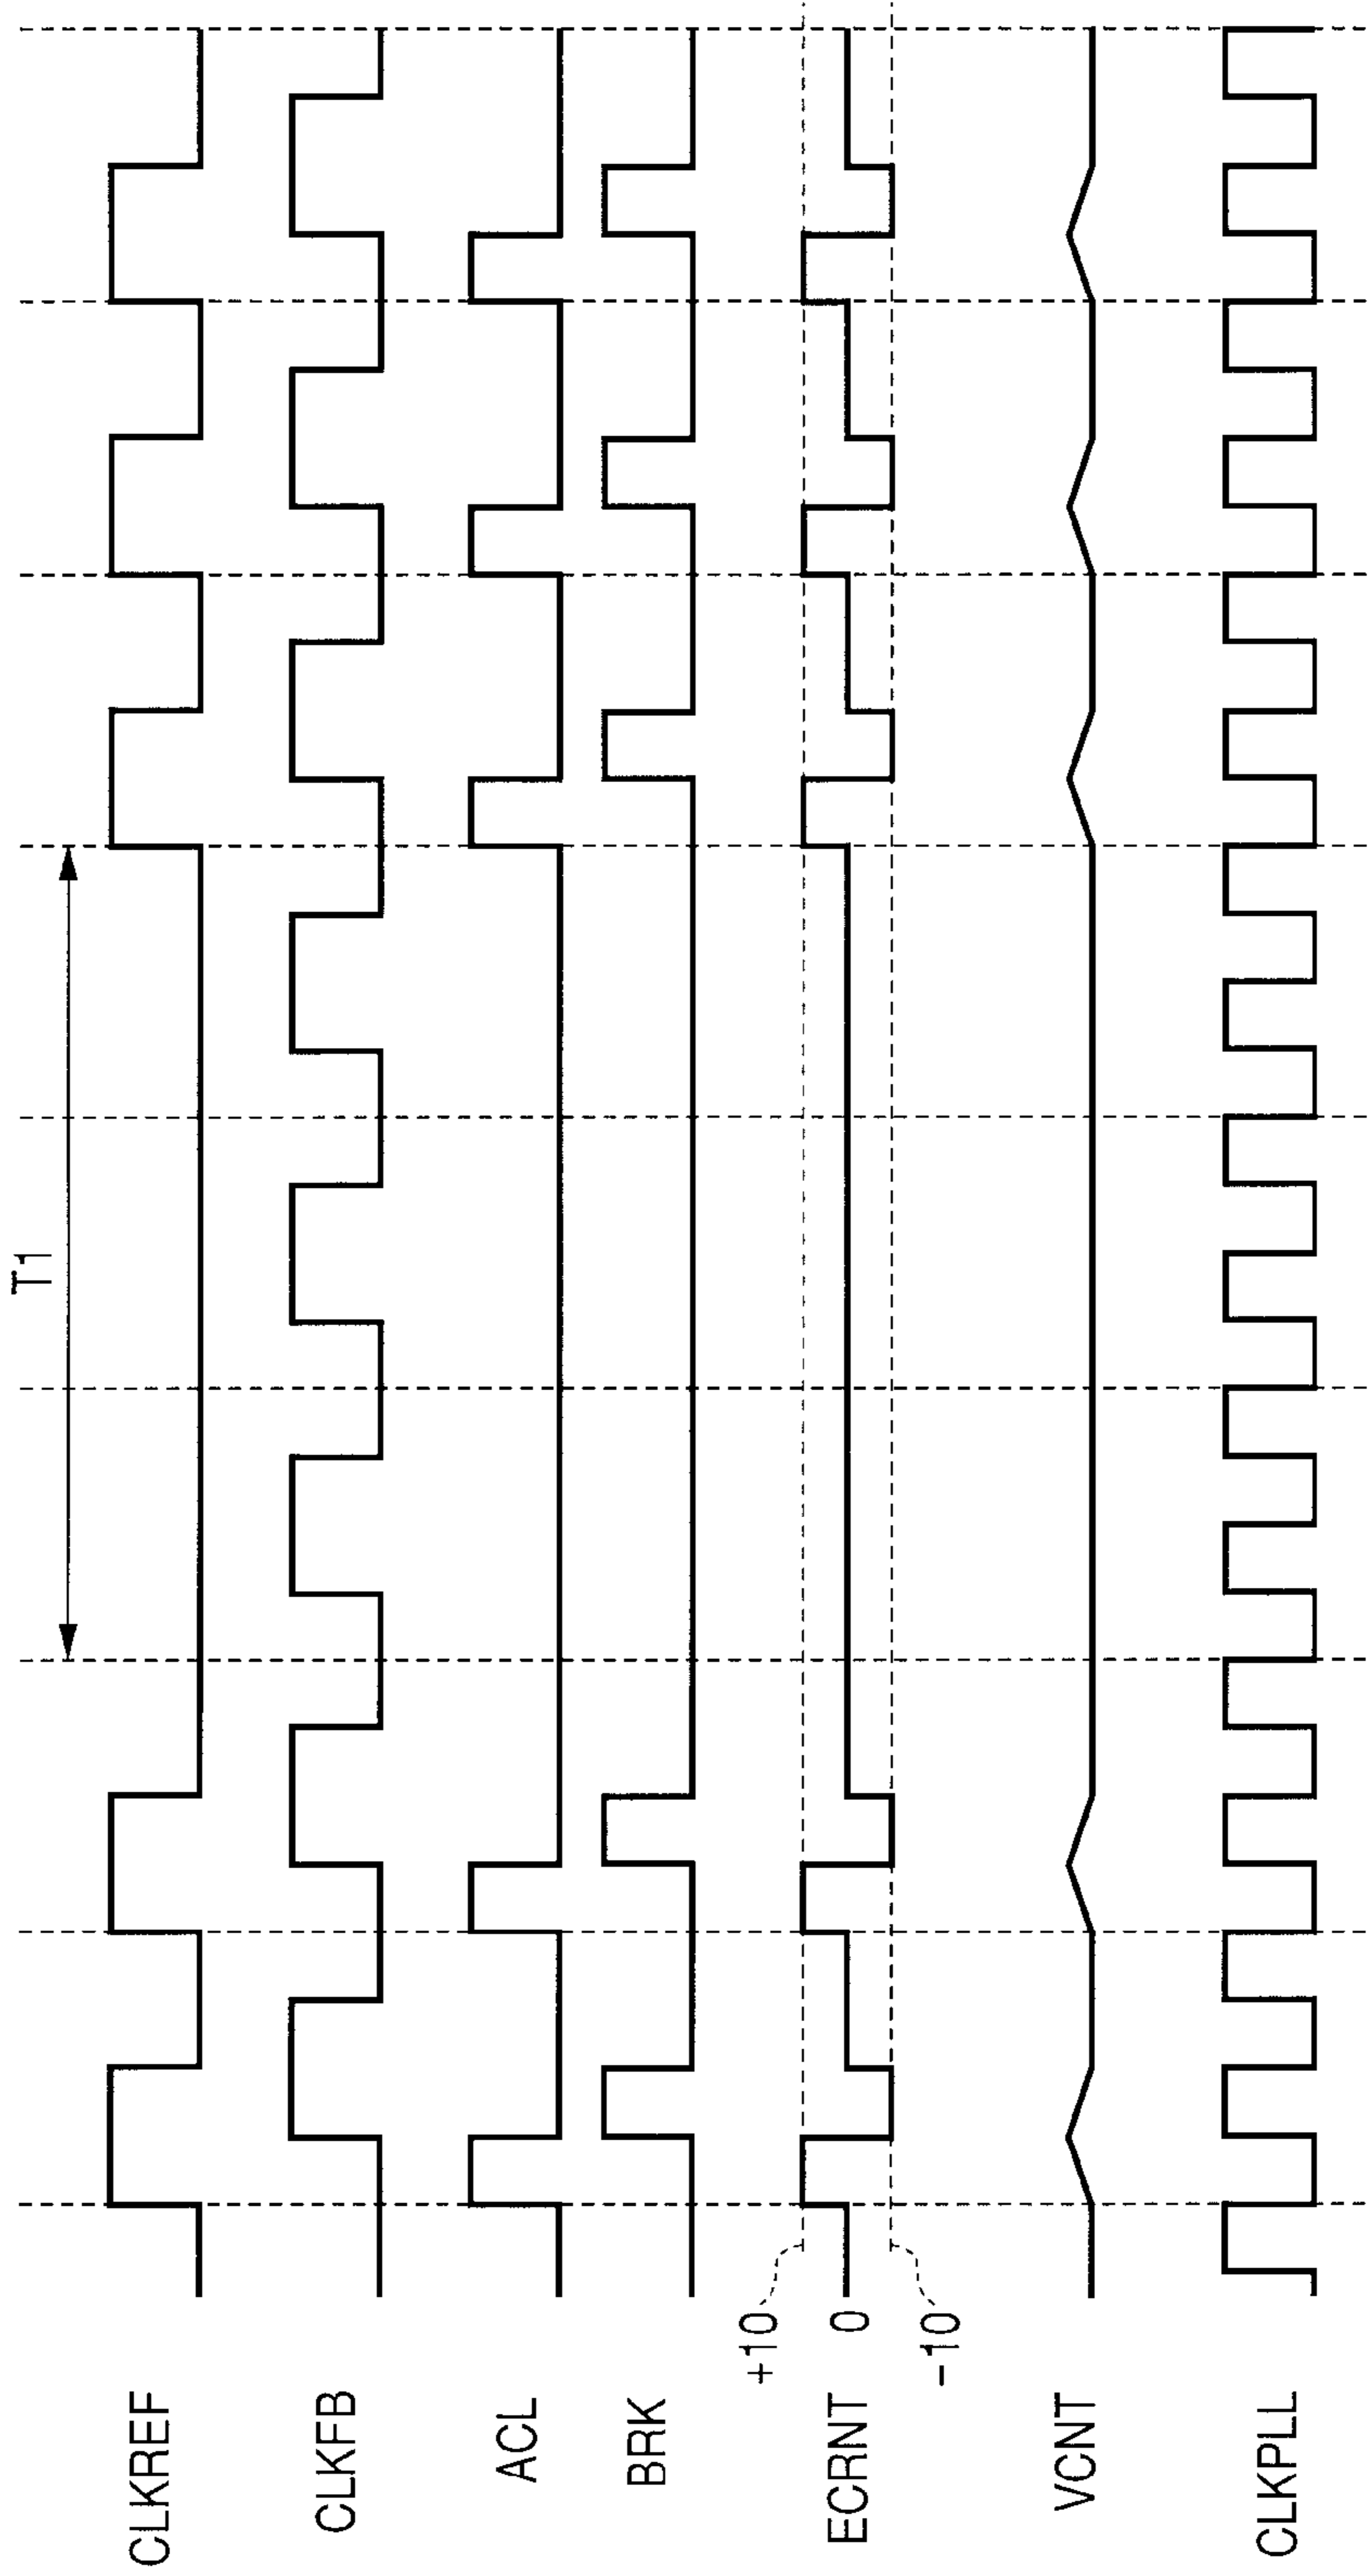 T1
CLKREF
CLKFB
ACL
BRK
+10
0
-10
ECRNT
VCNT
CLKPLL